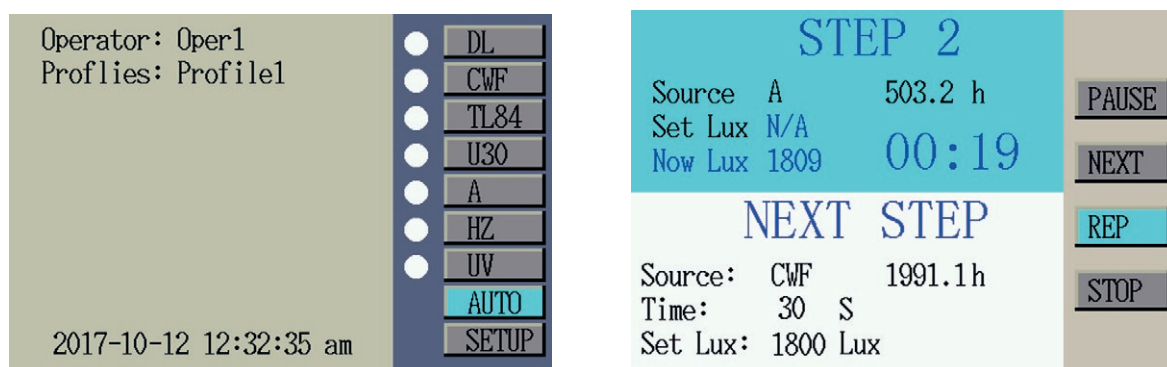 Operator: Oper1
Proflies: Profile1
2017-10-12 12:32:35 am
DL
CWF
TL84
U30
A
HZ
UV
AUTO
SETUP
STEP 2
Source A 503.2 h
Set Lux N/A
Now Lux 1809 00:19
NEXT STEP
Source: CWF 1991.1h
Time: 30 S
Set Lux: 1800 Lux
PAUSE
NEXT
REP
STOP